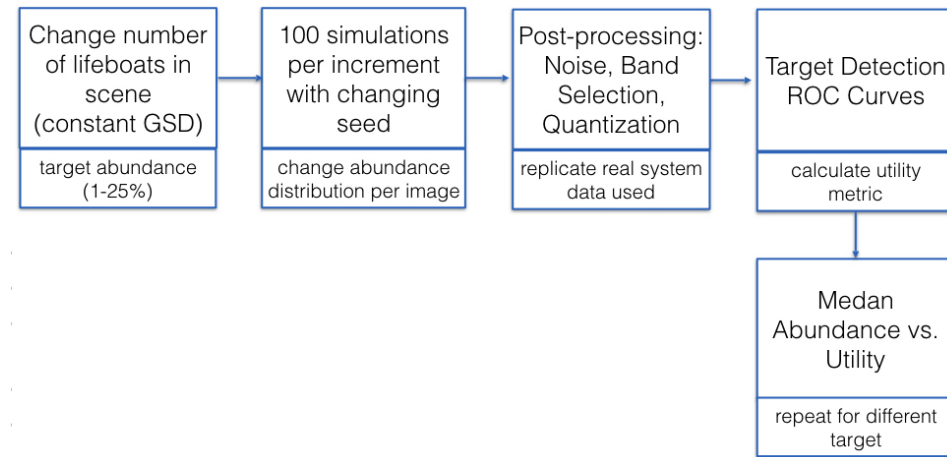 Change number
of lifeboats in
scene
(constant GSD)
target abundance
(1-25%)
100 simulations
per increment
with changing
seed
change abundance
distribution per image
Post-processing:
Noise, Band
Selection,
Quantization
replicate real system
data used
Target Detection
ROC Curves
calculate utility
metric
Medan
Abundance vs.
Utility
repeat for different
target